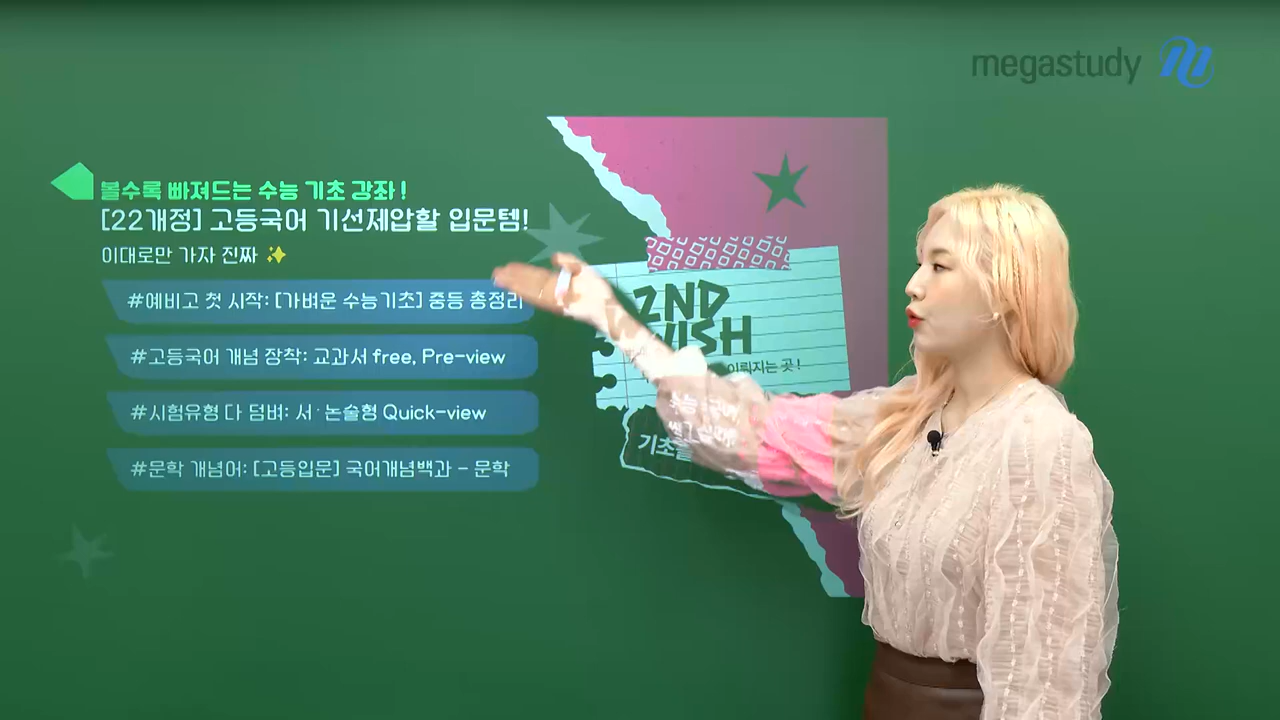 megastudy
볼수록 빠져드는 수능 기초 강좌!
[22개정] 고등국어 기선제압할 입문템!
이대로만 가자 진짜 ✨
#예비고 첫 시작: [가벼운 수능기초] 중등 총정리
#고등국어 개념 장착: 교과서 free, Pre-view
#시험유형 다 덤벼: 서·논술형 Quick-view
#문학 개념어: [고등입문] 국어개념백과 - 문학
2ND
WISH
이뤄지는 곳!